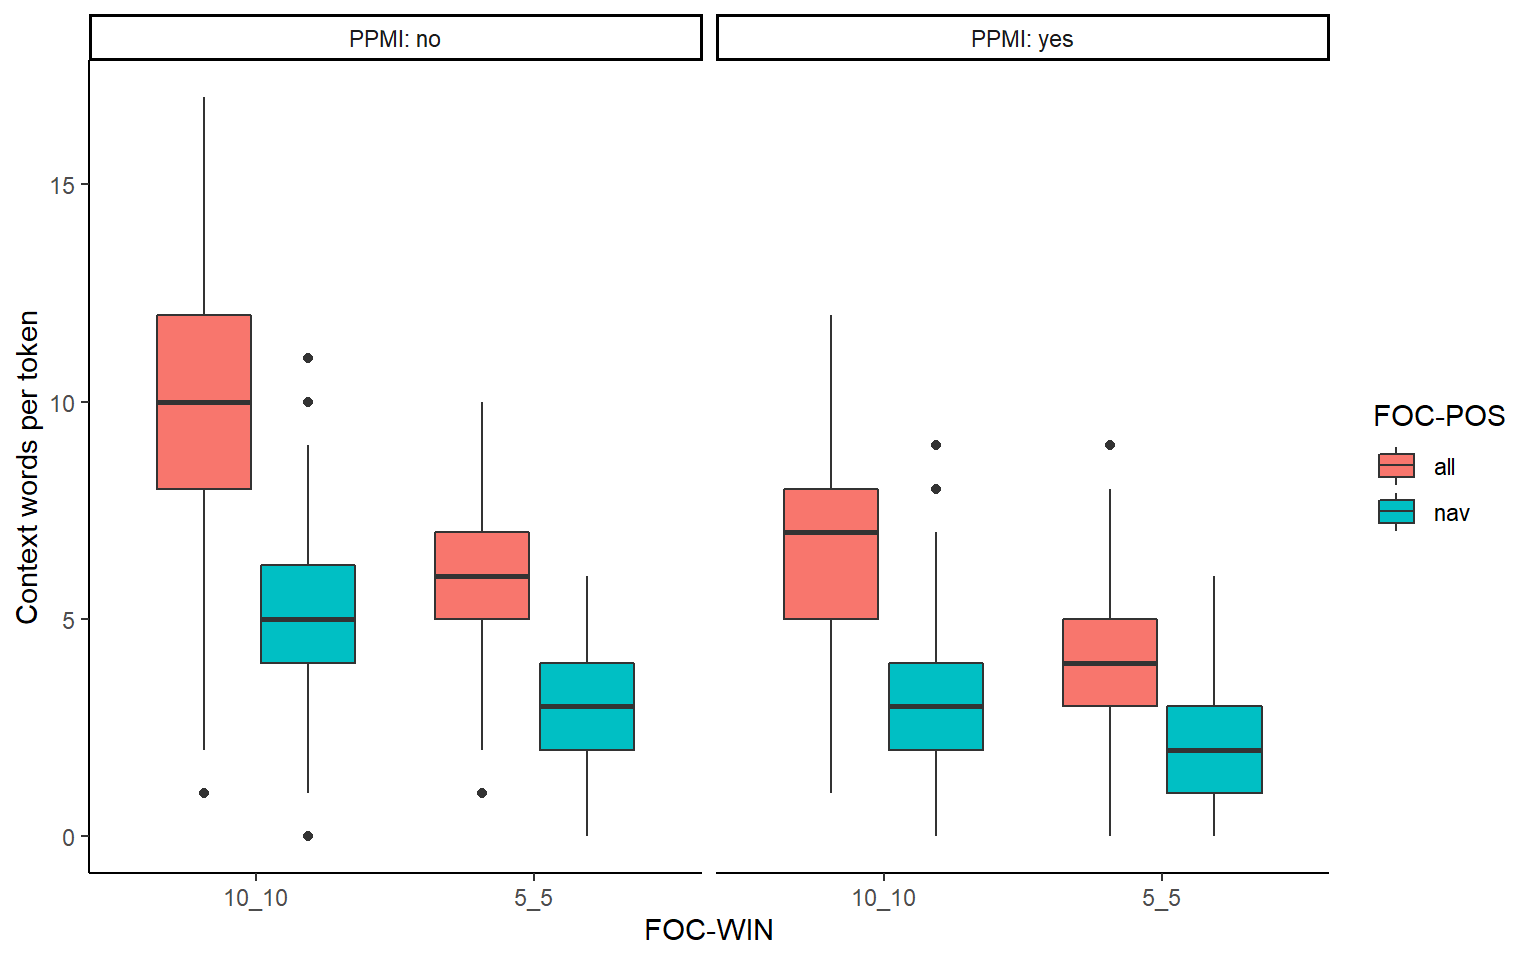 PPMI: no
PPMI: yes
Context words per token
15
10
5
0
10_10
5_5
10_10
5_5
FOC-WIN
FOC-POS
all
nav